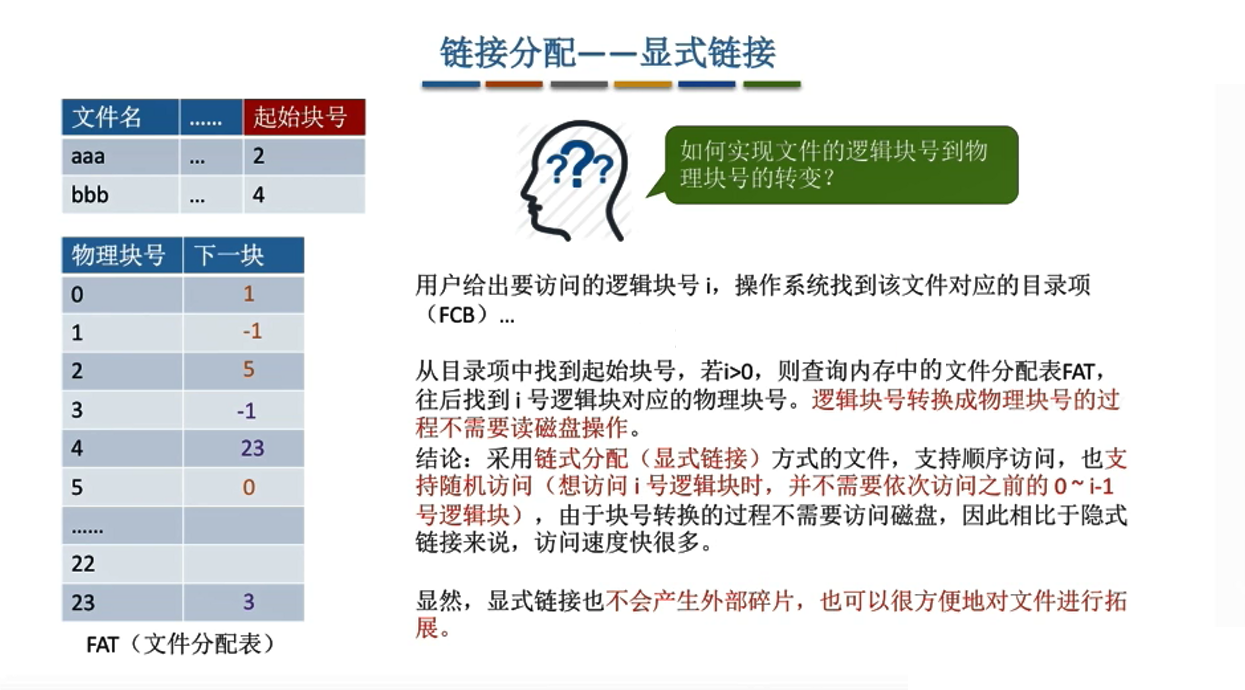 链接分配——显式链接
文件名 ...... 起始块号
aaa ... 2
bbb ... 4
???
如何实现文件的逻辑块号到物
理块号的转变？
物理块号 下一块
0 1
1 -1
2 5
3 -1
4 23
5 0
......
22
23 3
FAT（文件分配表）
用户给出要访问的逻辑块号 i，操作系统找到该文件对应的目录项
（FCB）...
从目录项中找到起始块号，若i>0，则查询内存中的文件分配表FAT，
往后找到 i 号逻辑块对应的物理块号。逻辑块号转换成物理块号的过
程不需要读磁盘操作。
结论：采用链式分配（显式链接）方式的文件，支持顺序访问，也支
持随机访问（想访问 i 号逻辑块时，并不需要依次访问之前的 0 ~ i-1
号逻辑块），由于块号转换的过程不需要访问磁盘，因此相比于隐式
链接来说，访问速度快很多。
显然，显式链接也不会产生外部碎片，也可以很方便地对文件进行拓
展。